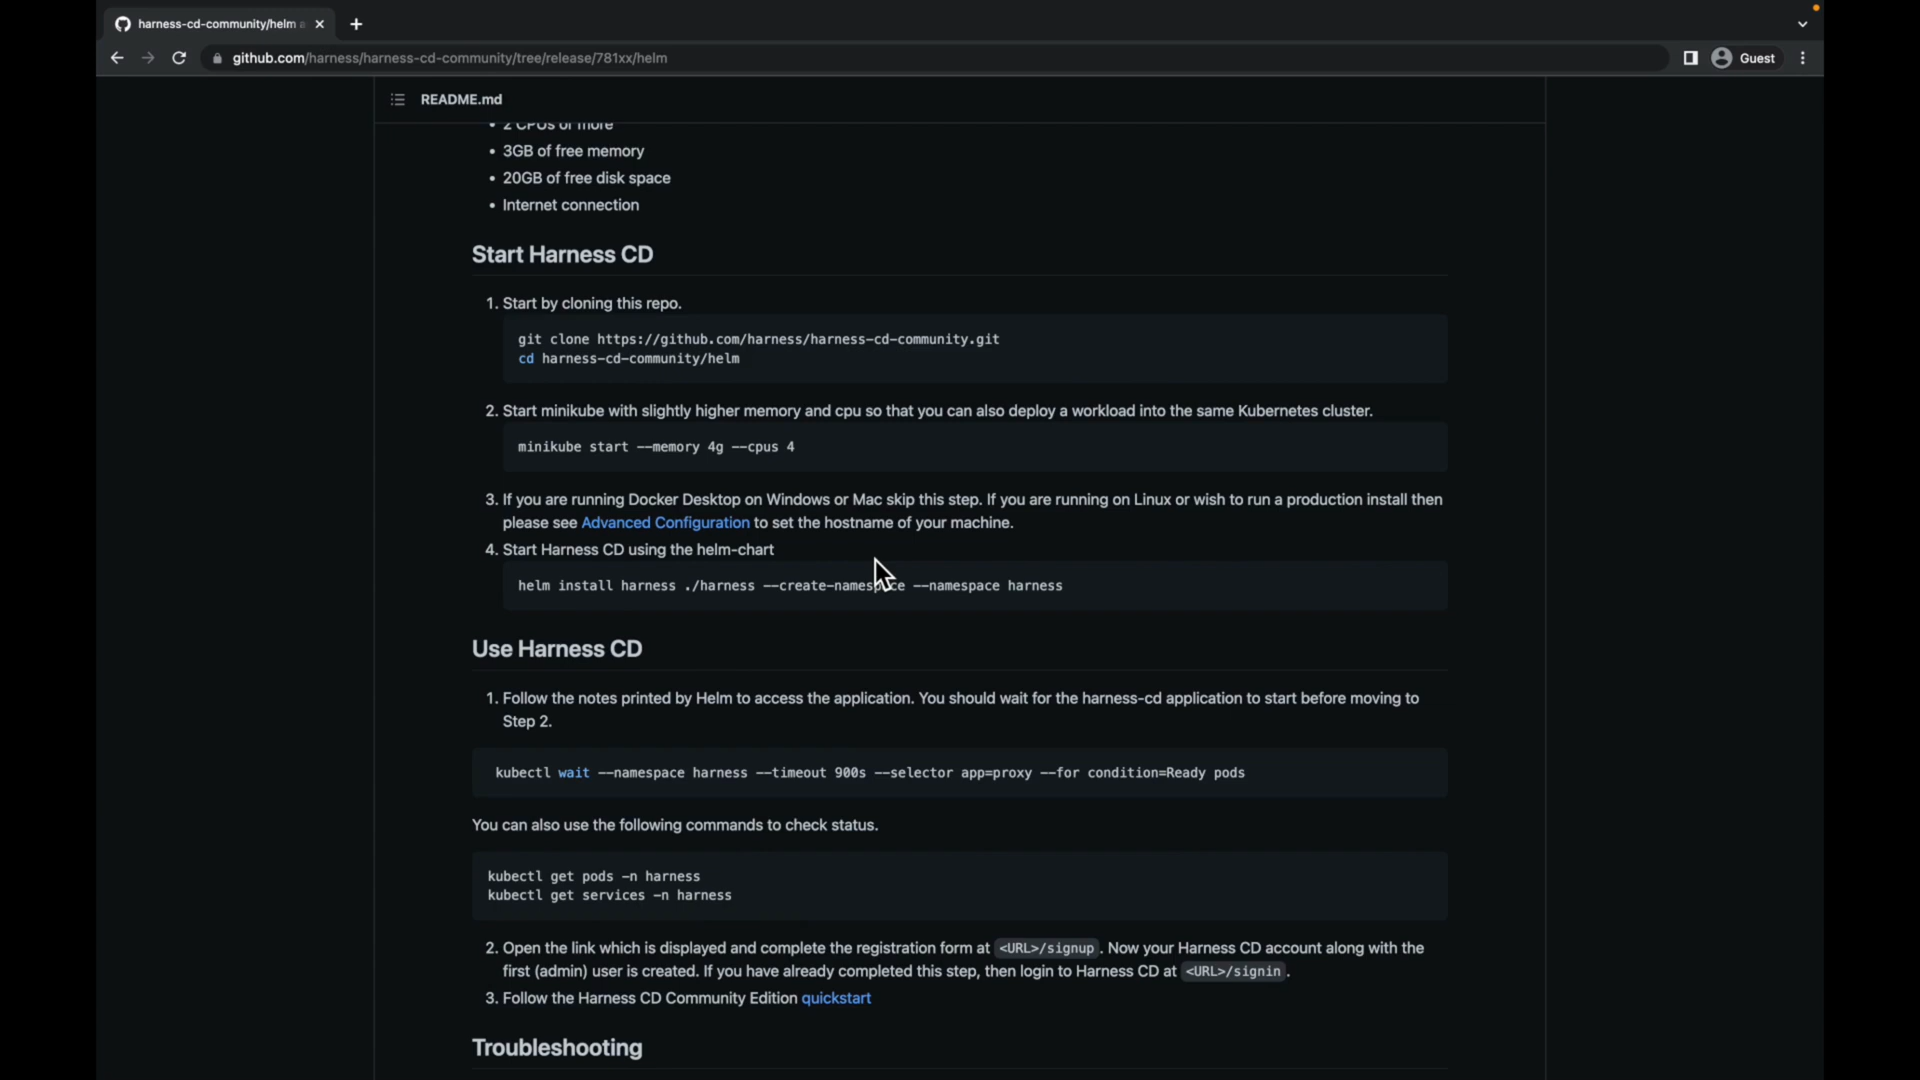 harness-cd-community/helm
github.com/harness/harness-cd-community/tree/release/781xx/helm
Guest
README.md
• 2 CPUs or more
• 3GB of free memory
• 20GB of free disk space
• Internet connection
Start Harness CD
1. Start by cloning this repo.
git clone https://github.com/harness/harness-cd-community.git
cd harness-cd-community/helm
2. Start minikube with slightly higher memory and cpu so that you can also deploy a workload into the same Kubernetes cluster.
minikube start --memory 4g --cpus 4
3. If you are running Docker Desktop on Windows or Mac skip this step. If you are running on Linux or wish to run a production install then
please see Advanced Configuration to set the hostname of your machine.
4. Start Harness CD using the helm-chart
helm install harness ./harness --create-namespace --namespace harness
Use Harness CD
1. Follow the notes printed by Helm to access the application. You should wait for the harness-cd application to start before moving to
Step 2.
kubectl wait --namespace harness --timeout 900s --selector app=proxy --for condition=Ready pods
You can also use the following commands to check status.
kubectl get pods -n harness
kubectl get services -n harness
2. Open the link which is displayed and complete the registration form at <URL>/signup . Now your Harness CD account along with the
first (admin) user is created. If you have already completed this step, then login to Harness CD at <URL>/signin .
3. Follow the Harness CD Community Edition quickstart
Troubleshooting